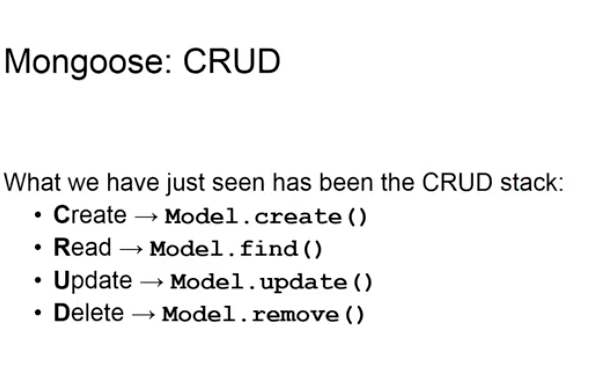 Mongoose: CRUD
What we have just seen has been the CRUD stack:
• Create → Model.create()
• Read → Model.find()
• Update → Model.update()
• Delete → Model.remove()